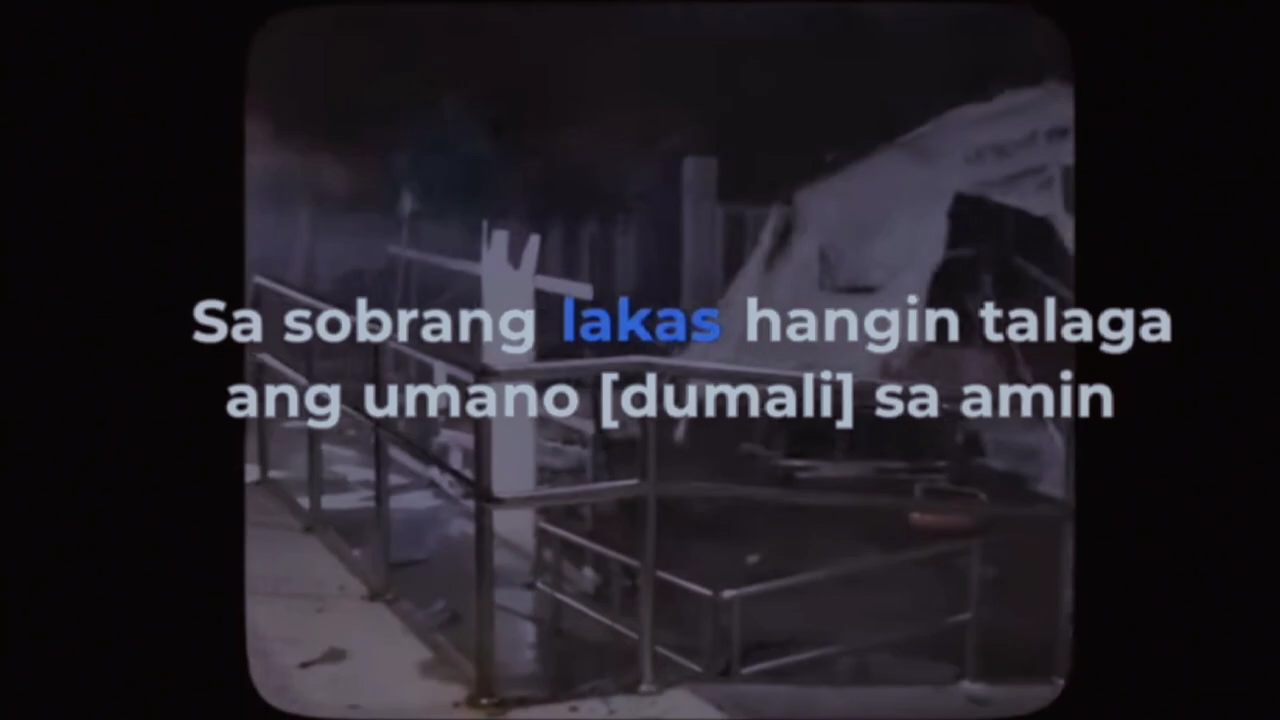 Sa sobrang lakas hangin talaga
ang umano [dumali] sa amin